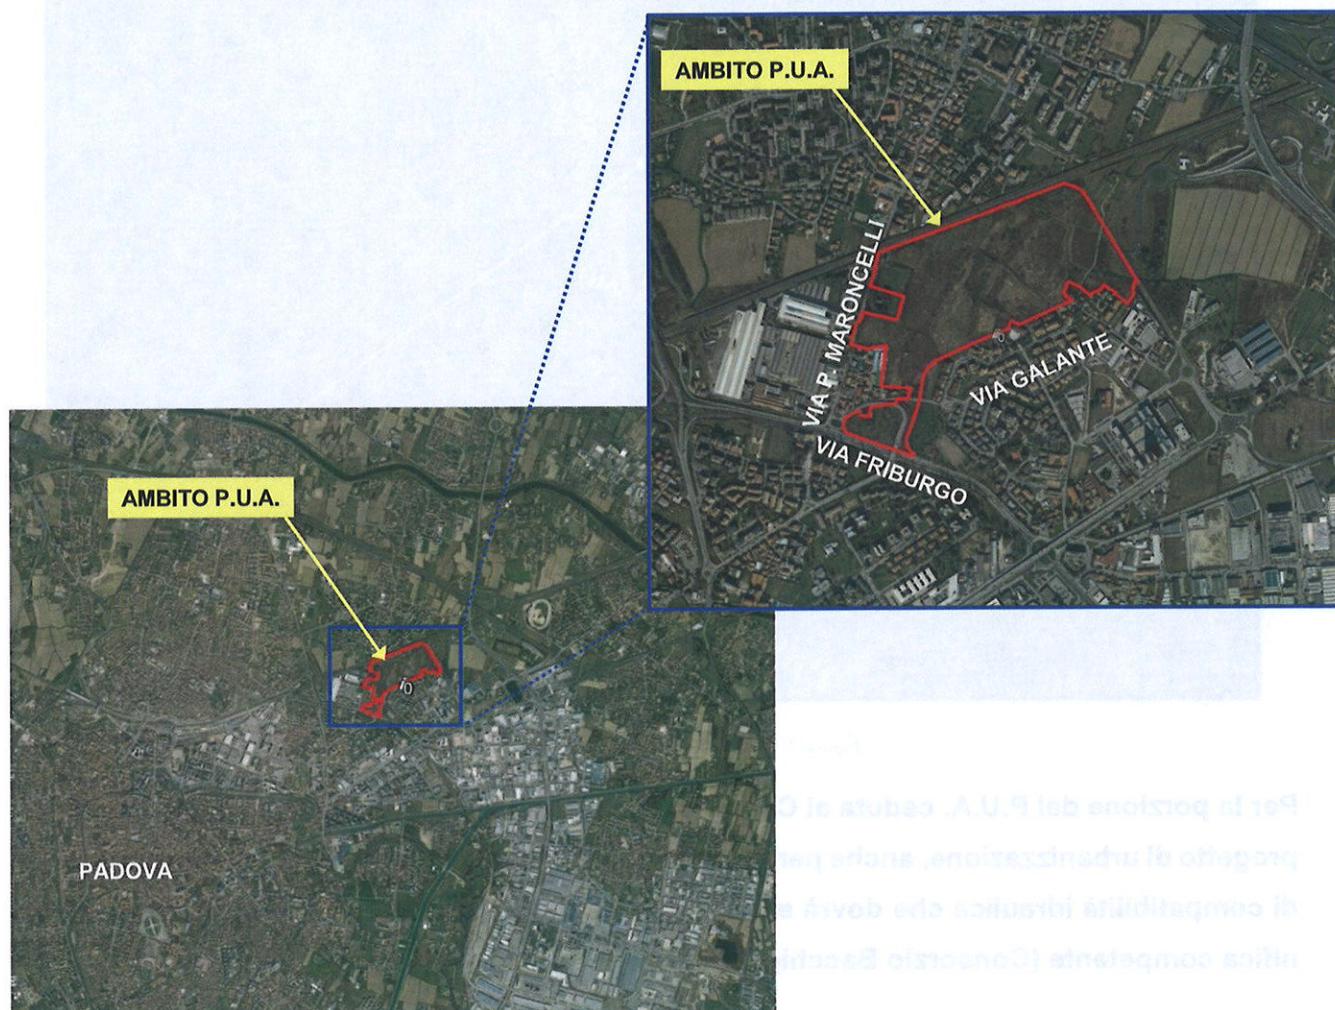 AMBITO P.U.A.
VIA P. MARONCELLI
VIA GALANTE
VIA FRIBURGO
AMBITO P.U.A.
PADOVA
Per la porzione del P.U.A. ceduta al C
progetto di urbanizzazione, anche per
di compatibilità idraulica che dovrà
nifica competente (Consorzio Bacchi